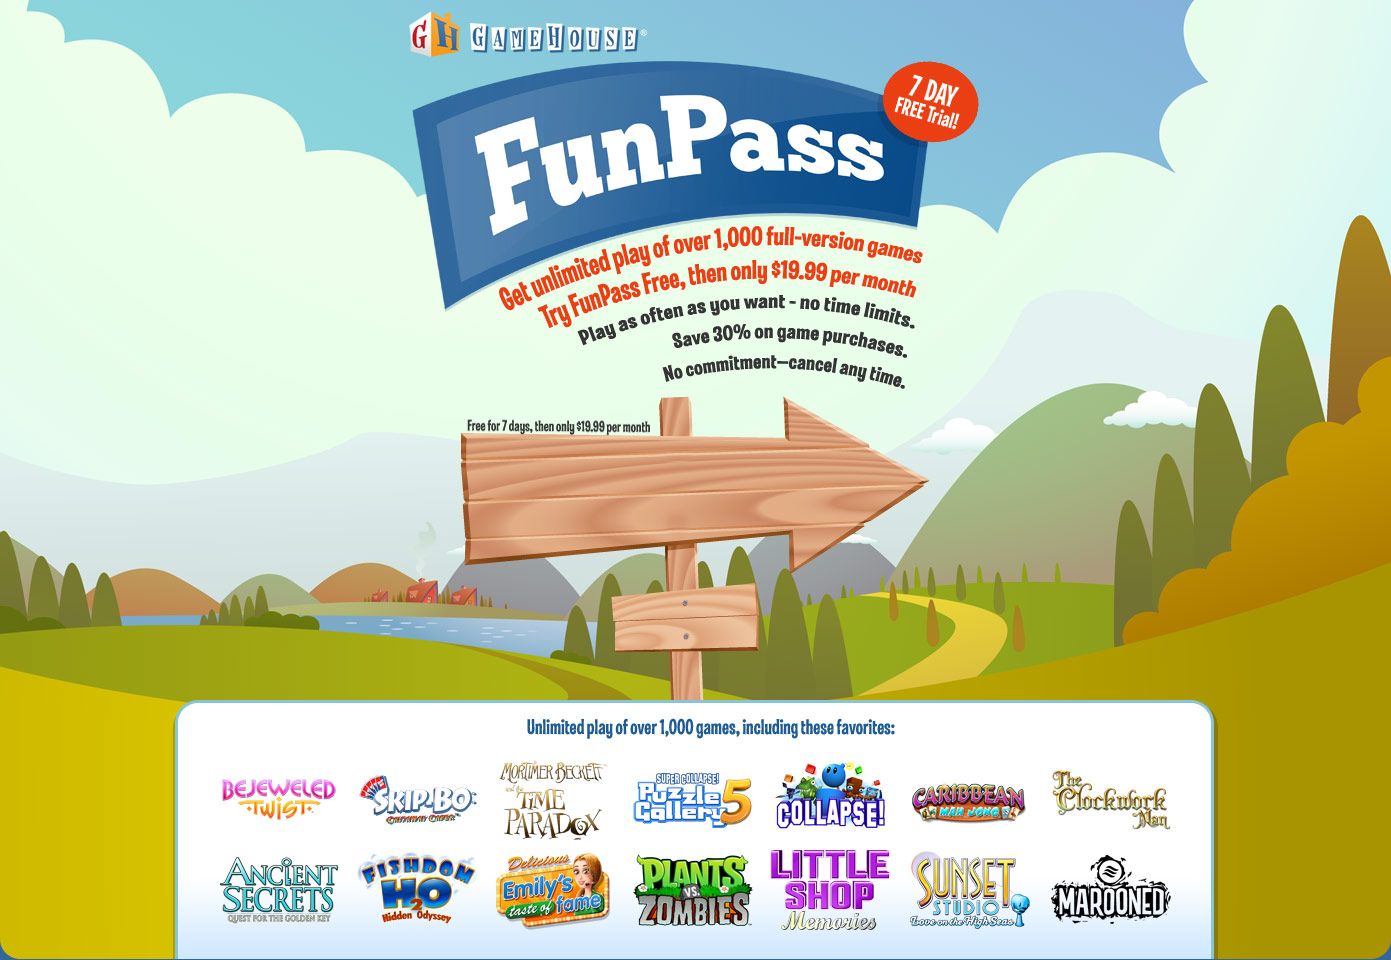 GH GAMEHOUSE®
7 DAY
FREE Trial!
FunPass
Get unlimited play of over 1,000 full-version games
Try FunPass Free, then only $19.99 per month
Play as often as you want - no time limits.
Save 30% on game purchases.
No commitment—cancel any time.
Free for 7 days, then only $19.99 per month
Unlimited play of over 1,000 games, including these favorites:
BEJEWELED
TWIST
SKIP-BO
MORTIMER BECKETT™
and the
TIME
PARADOX
SUPER COLLAPSE!
Puzzle
Gallery 5
COLLAPSE!
CARIBBEAN
MAH JONG
The
Clockwork
Man
ANCIENT
SECRETS
QUEST FOR THE GOLDEN KEY
FISHDOM
H2O
Hidden Odyssey
Delicious
Emily's
taste of fame
PLANTS
VS.
ZOMBIES
LITTLE
SHOP
Memories
SUNSET
STUDIO
Love on the High Seas
MAROONED